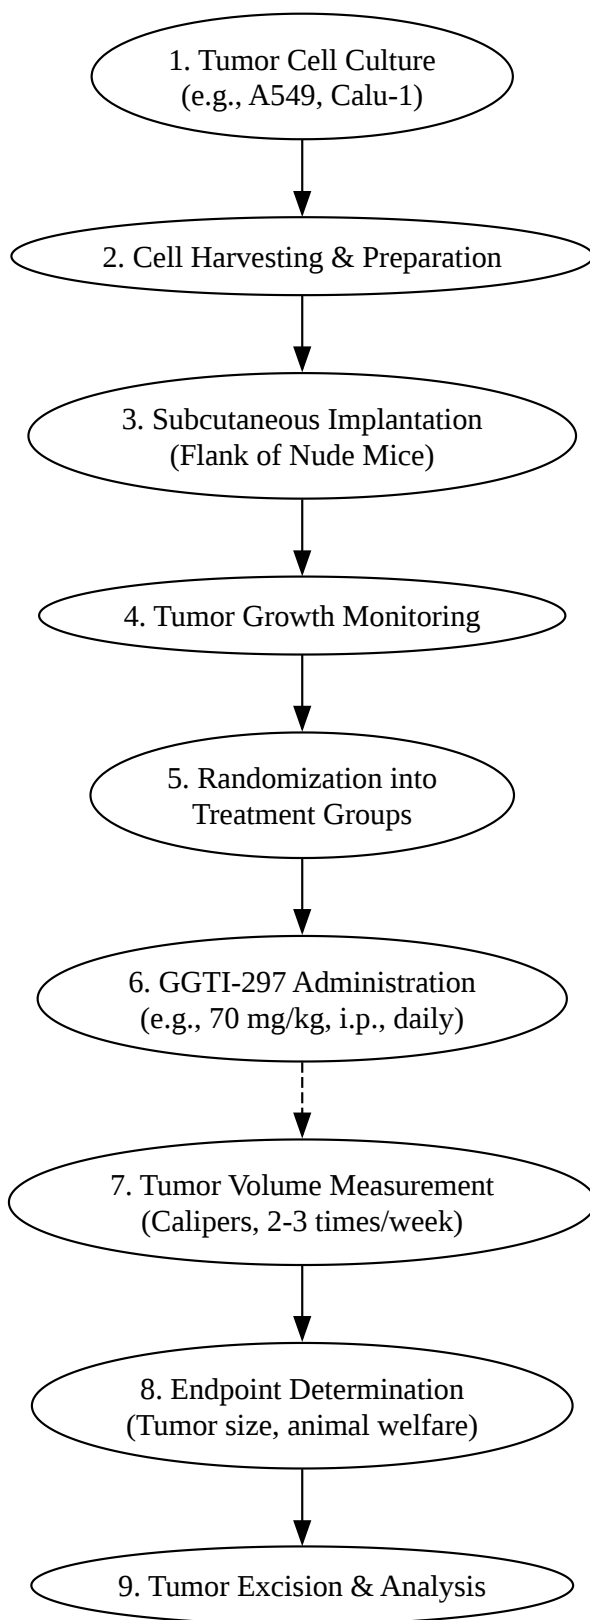 1. Tumor Cell Culture
(e.g., A549, Calu-1)
2. Cell Harvesting & Preparation
3. Subcutaneous Implantation
(Flank of Nude Mice)
4. Tumor Growth Monitoring
5. Randomization into
Treatment Groups
6. GGTI-297 Administration
(e.g., 70 mg/kg, i.p., daily)
7. Tumor Volume Measurement
(Calipers, 2-3 times/week)
8. Endpoint Determination
(Tumor size, animal welfare)
9. Tumor Excision & Analysis